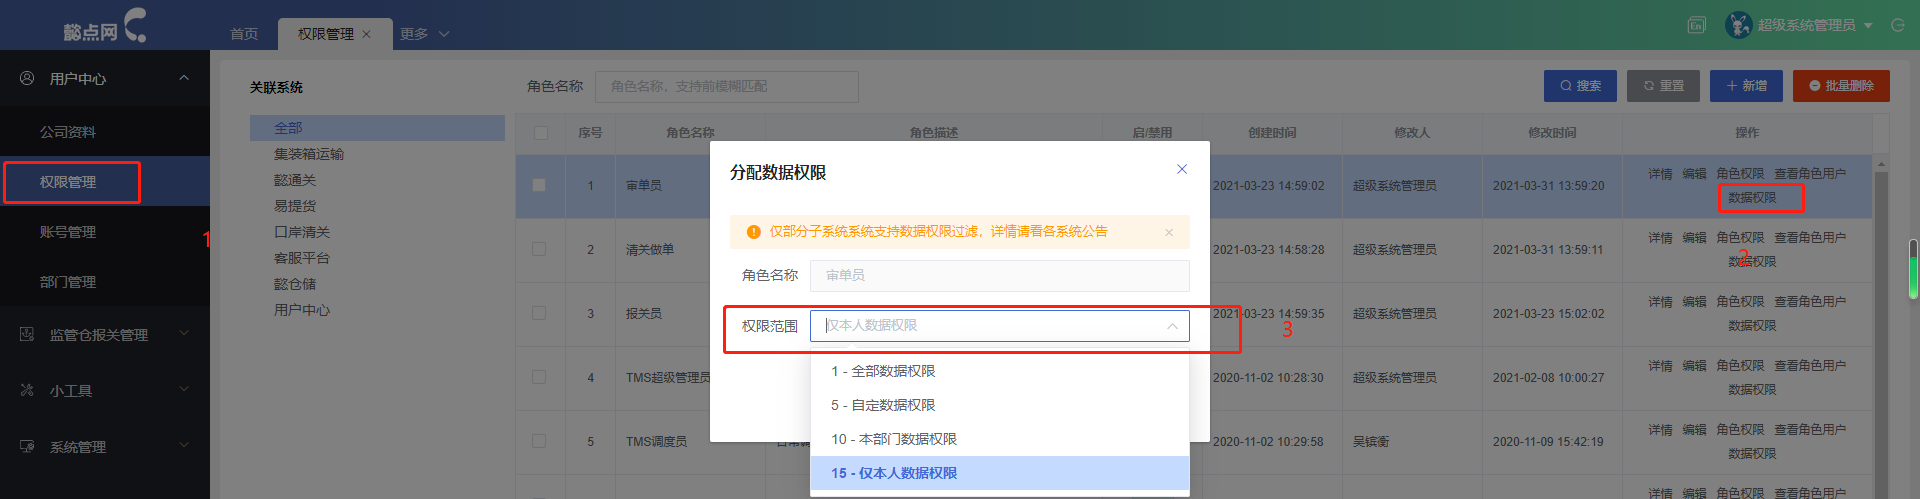 懿点网
首页
权限管理 ×
更多
En
超级系统管理员
用户中心
公司资料
权限管理
1
账号管理
部门管理
监管仓报关管理
小工具
系统管理
关联系统
全部
集装箱运输
懿通关
易提货
口岸清关
客服平台
懿仓储
用户中心
角色名称 角色名称，支持前模糊匹配
搜索 重置 新增 批量删除
序号 角色名称 角色描述 启/禁用 创建时间 修改人 修改时间 操作
1 审单员 2021-03-23 14:59:02 超级系统管理员 2021-03-31 13:59:20 详情 编辑 角色权限 查看角色用户
数据权限
2 清关做单 2021-03-23 14:58:28 超级系统管理员 2021-03-31 13:59:11 详情 编辑 角色权限 查看角色用户
数据权限
2
3 报关员 2021-03-23 14:59:35 超级系统管理员 2021-03-23 15:02:02 详情 编辑 角色权限 查看角色用户
数据权限
4 TMS超级管理员 2020-11-02 10:28:30 超级系统管理员 2021-02-08 10:00:27 详情 编辑 角色权限 查看角色用户
数据权限
5 TMS调度员 2020-11-02 10:29:58 吴镔衡 2020-11-09 15:42:19 详情 编辑 角色权限 查看角色用户
数据权限
详情 编辑 角色权限 查看角色用户
分配数据权限
仅部分子系统系统支持数据权限过滤，详情请看各系统公告
角色名称 审单员
权限范围 仅本人数据权限
3
1 - 全部数据权限
5 - 自定数据权限
10 - 本部门数据权限
15 - 仅本人数据权限